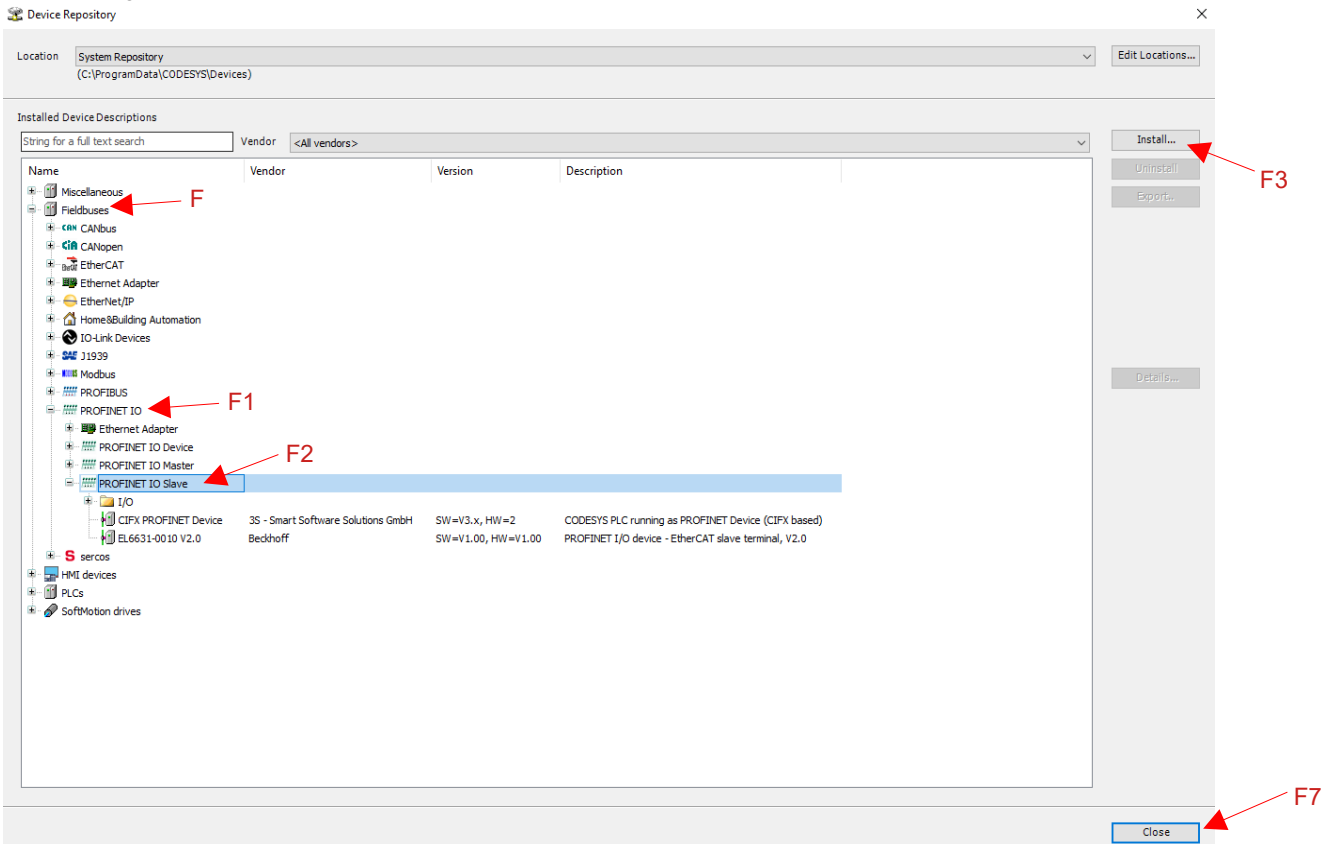 Device Repository
Location System Repository Edit Locations...
(C:\ProgramData\CODESYS\Devices)
Installed Device Descriptions
String for a full text search Vendor <All vendors> Install...
Name Vendor Version Description Uninstall
F3
Miscellaneous
Export...
Fieldbuses F
CAN CANbus
CiA CANopen
EtherCAT
Ethernet Adapter
EtherNet/IP
Home&Building Automation
IO-Link Devices
SAE J1939
Modbus
Details...
PROFIBUS
PROFINET IO F1
Ethernet Adapter
PROFINET IO Device
F2
PROFINET IO Master
PROFINET IO Slave
I/O
CIFX PROFINET Device 3S - Smart Software Solutions GmbH SW=V3.x, HW=2 CODESYS PLC running as PROFINET Device (CIFX based)
EL6631-0010 V2.0 Beckhoff SW=V1.00, HW=V1.00 PROFINET I/O device - EtherCAT slave terminal, V2.0
S sercos
HMI devices
PLCs
SoftMotion drives
F7
Close